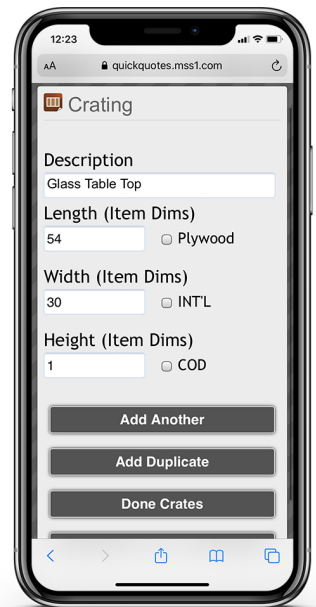 12:23
AA quickquotes.mss1.com
Crating
Description
Glass Table Top
Length (Item Dims)
54 Plywood
Width (Item Dims)
30 INT'L
Height (Item Dims)
1 COD
Add Another
Add Duplicate
Done Crates